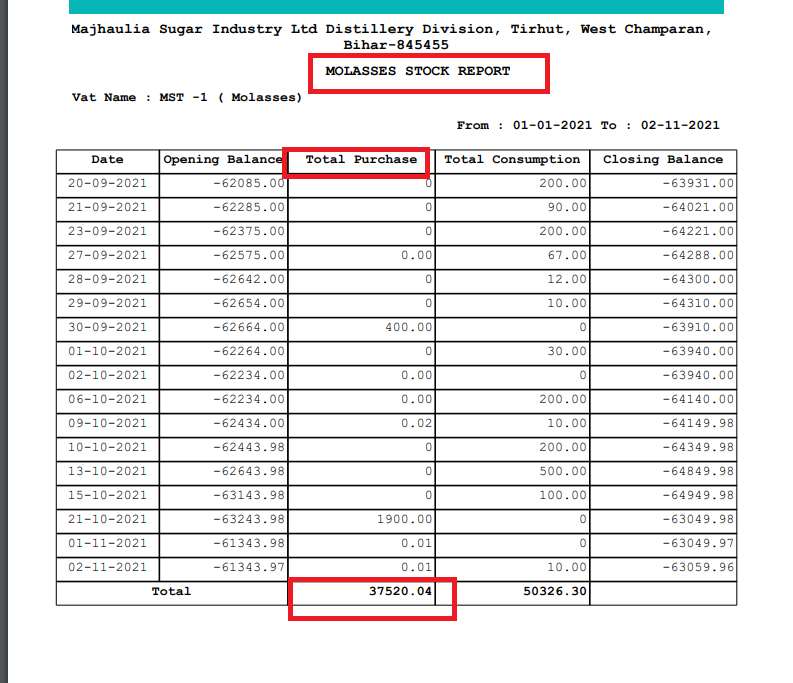 Majhaulia Sugar Industry Ltd Distillery Division, Tirhut, West Champaran,
Bihar-845455
MOLASSES STOCK REPORT
Vat Name : MST -1 ( Molasses)
From : 01-01-2021 To : 02-11-2021
Date Opening Balance Total Purchase Total Consumption Closing Balance
20-09-2021 -62085.00 0 200.00 -63931.00
21-09-2021 -62285.00 0 90.00 -64021.00
23-09-2021 -62375.00 0 200.00 -64221.00
27-09-2021 -62575.00 0.00 67.00 -64288.00
28-09-2021 -62642.00 0 12.00 -64300.00
29-09-2021 -62654.00 0 10.00 -64310.00
30-09-2021 -62664.00 400.00 0 -63910.00
01-10-2021 -62264.00 0 30.00 -63940.00
02-10-2021 -62234.00 0.00 0 -63940.00
06-10-2021 -62234.00 0.00 200.00 -64140.00
09-10-2021 -62434.00 0.02 10.00 -64149.98
10-10-2021 -62443.98 0 200.00 -64349.98
13-10-2021 -62643.98 0 500.00 -64849.98
15-10-2021 -63143.98 0 100.00 -64949.98
21-10-2021 -63243.98 1900.00 0 -63049.98
01-11-2021 -61343.98 0.01 0 -63049.97
02-11-2021 -61343.97 0.01 10.00 -63059.96
Total 37520.04 50326.30